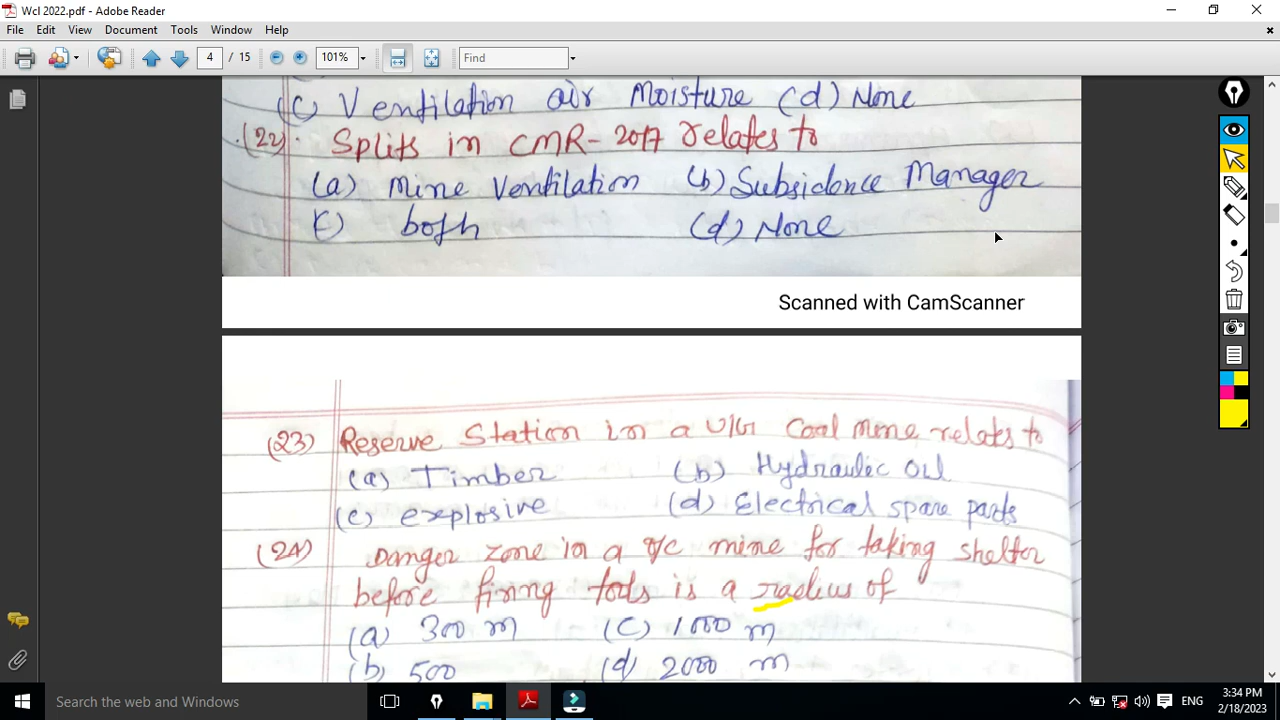 Wcl 2022.pdf - Adobe Reader
File Edit View Document Tools Window Help
4 / 15 101% Find
(c) Ventilation air Moisture (d) None
(22). Splits in CMR-2017 relates to
(a) Mine Ventilation (b) Subsidence Manager
(c) both (d) None
Scanned with CamScanner
(23) Reserve Station in a U/G Coal Mine relates to
(a) Timber (b) Hydraulic Oil
(c) explosive (d) Electrical spare parts
(24) Danger zone in a O/C mine for taking shelter
before firing is a radius of
(a) 300 m (c) 1000 m
(b) 500 (d) 2000 m
Search the web and Windows
ENG
3:34 PM
2/18/2023